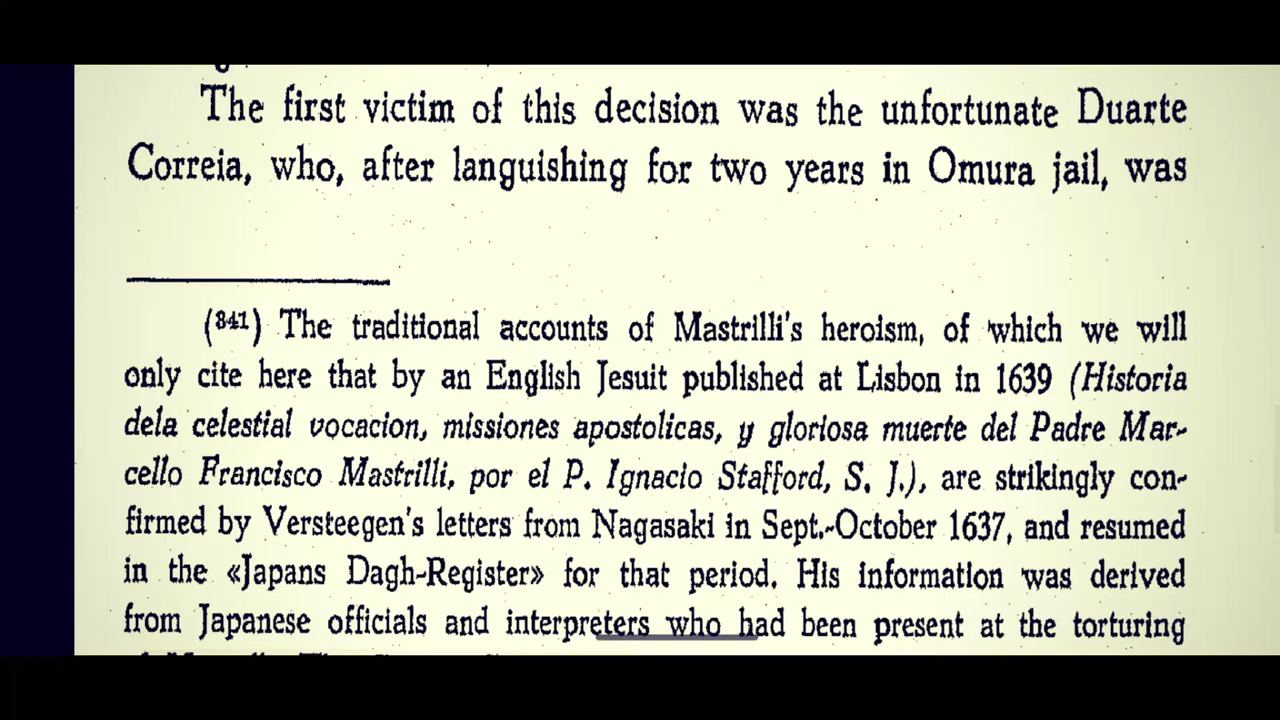 The first victim of this decision was the unfortunate Duarte
Correia, who, after languishing for two years in Omura jail, was
(841) The traditional accounts of Mastrilli's heroism, of which we will
only cite here that by an English Jesuit published at Lisbon in 1639 (Historia
dela celestial vocacion, missiones apostolicas, y gloriosa muerte del Padre Mar-
cello Francisco Mastrilli, por el P. Ignacio Stafford, S. J.), are strikingly con-
firmed by Versteegen's letters from Nagasaki in Sept.-October 1637, and resumed
in the «Japans Dagh-Register» for that period. His information was derived
from Japanese officials and interpreters who had been present at the torturing